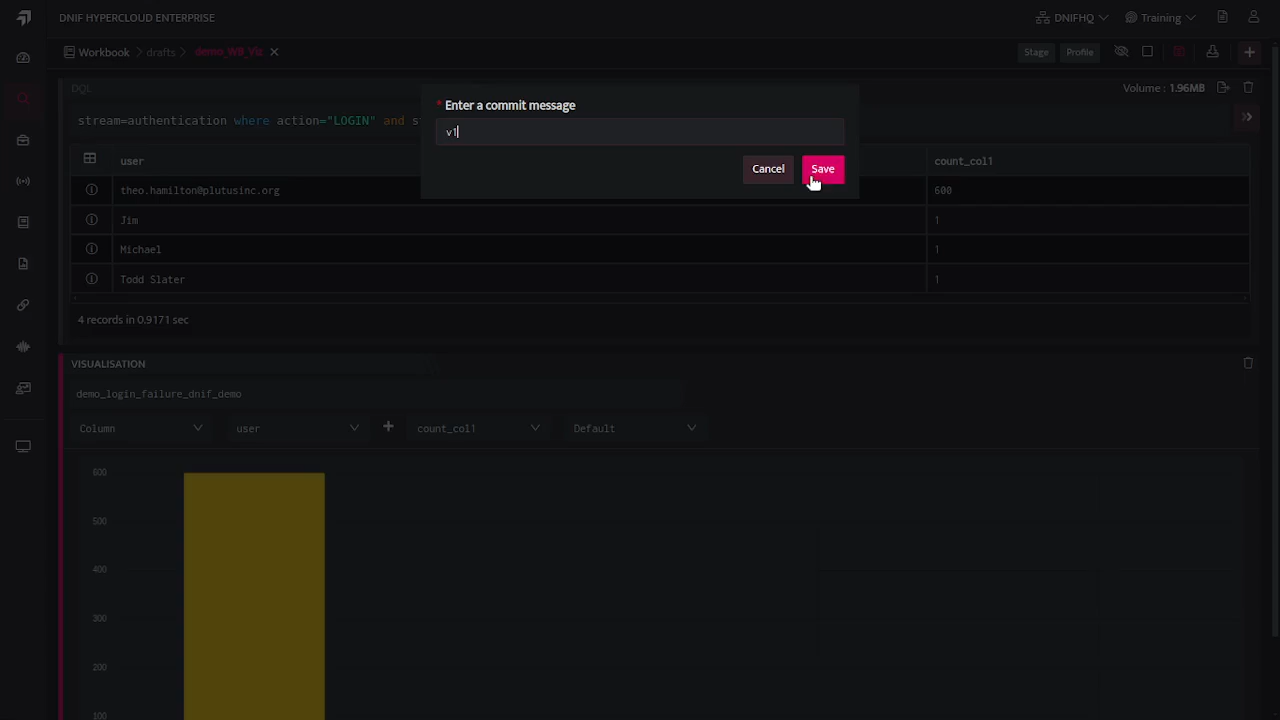 DNIF HYPERCLOUD ENTERPRISE
DNIFHQ
Training
Workbook
drafts
demo_WB_Vis
Stage
Profile
DQL
Volume : 1.96MB
stream=authentication where action="LOGIN" and
* Enter a commit message
v1
Cancel
Save
user
count_col1
theo.hamilton@plutusinc.org
600
Jim
1
Michael
1
Todd Slater
1
4 records in 0.9171 sec
VISUALISATION
demo_login_failure_dnif_demo
Column
user
count_col1
Default
600
500
400
300
200
100